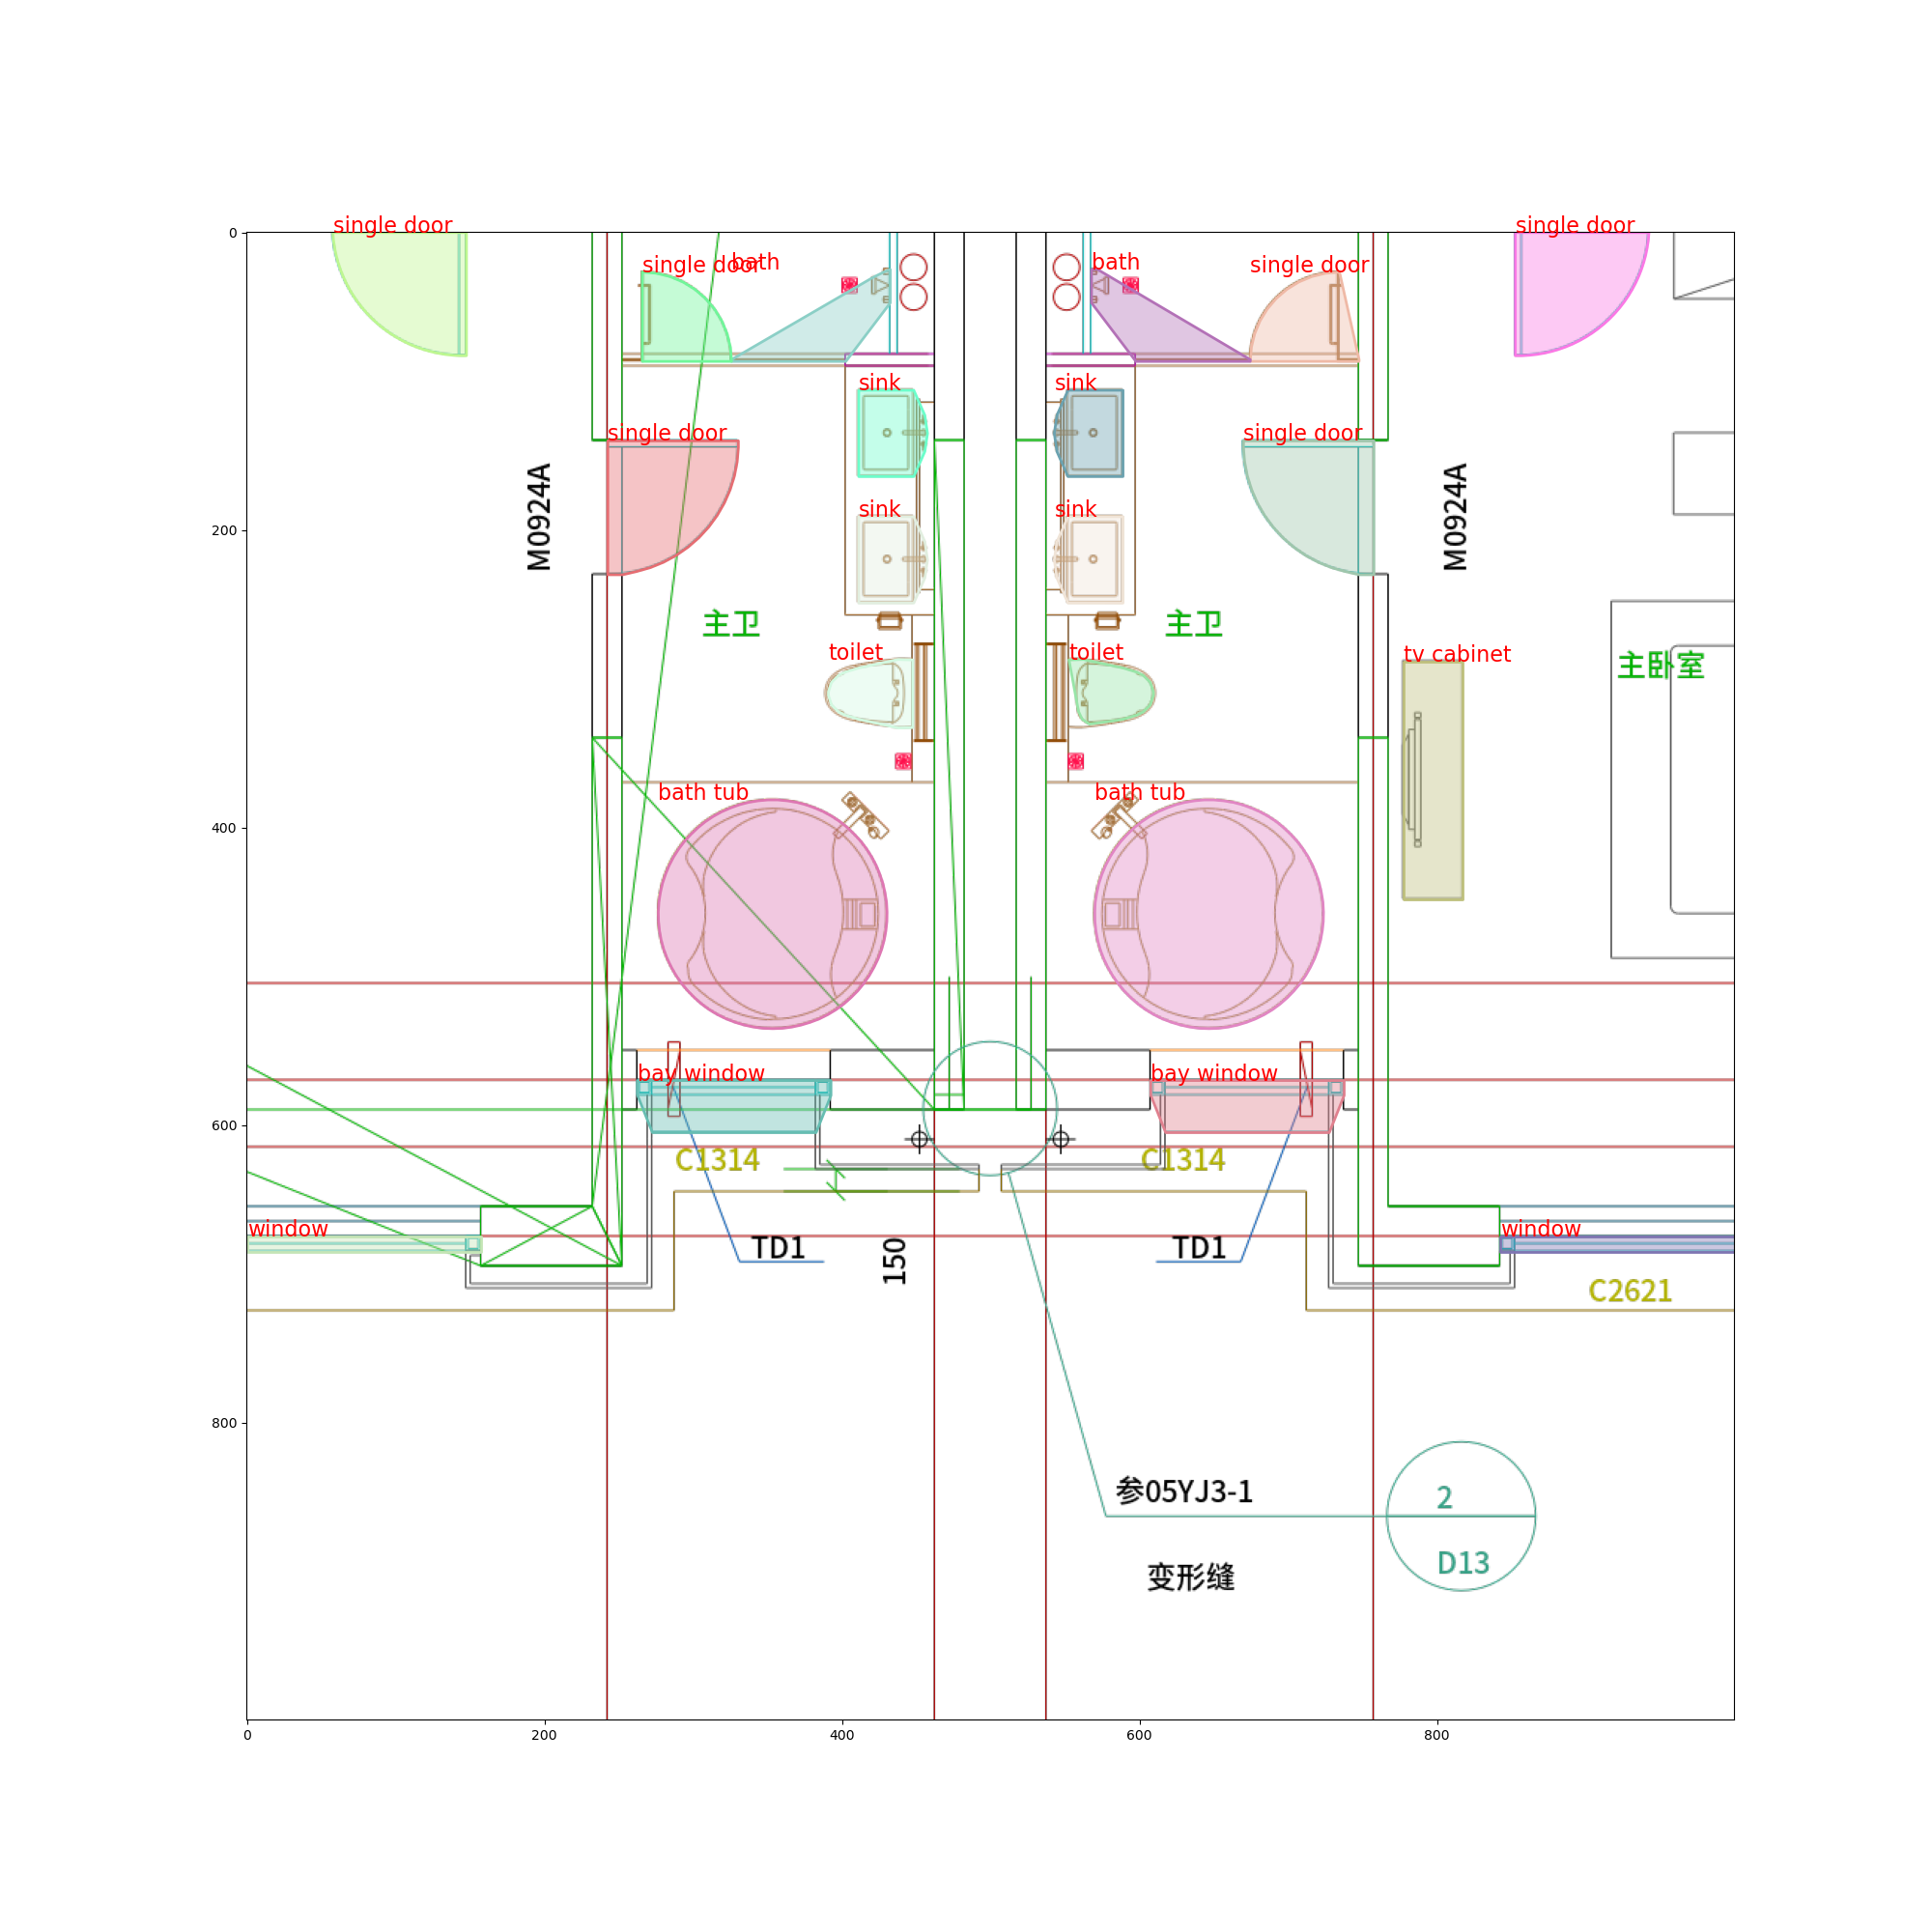 single door
single door
0
single door
bath
bath
single door
sink
sink
single door
single door
M0924A
M0924A
sink
sink
200
主卫
主卫
toilet
toilet
tv cabinet
主卧室
bath tub
bath tub
400
bay window
bay window
600
C1314
C1314
window
window
TD1
150
TD1
C2621
800
参05YJ3-1
2
D13
变形缝
0
200
400
600
800